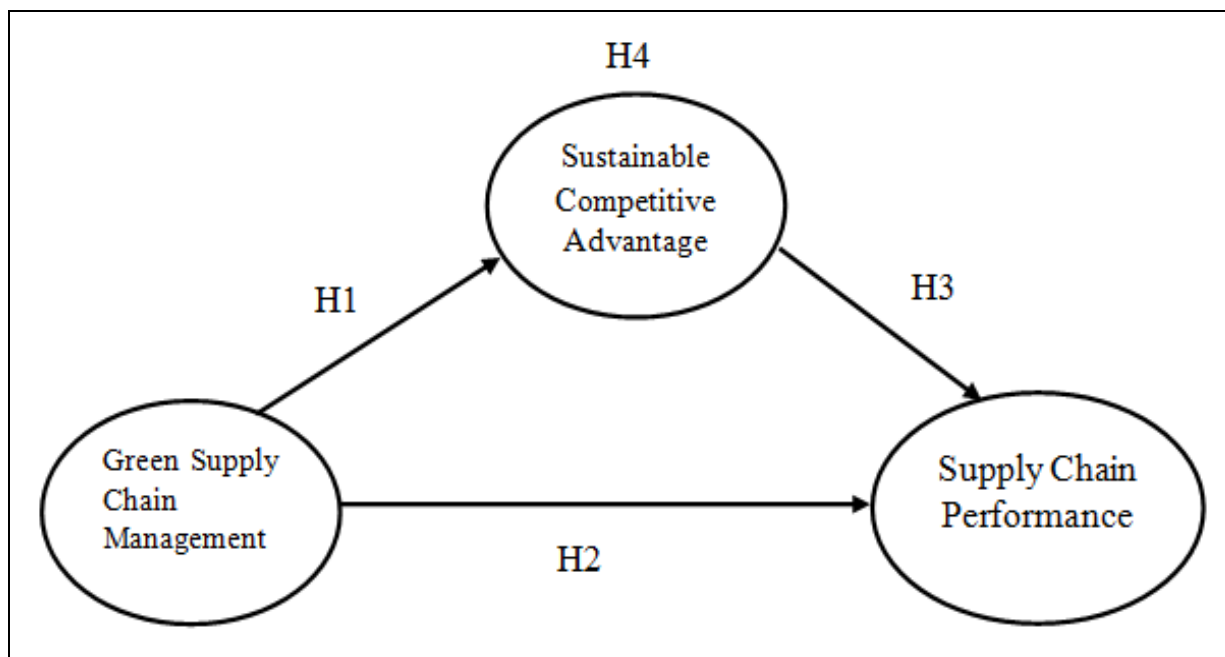 H4
Sustainable
Competitive
Advantage
H1
H3
Green Supply
Chain
Management
Supply Chain
Performance
H2